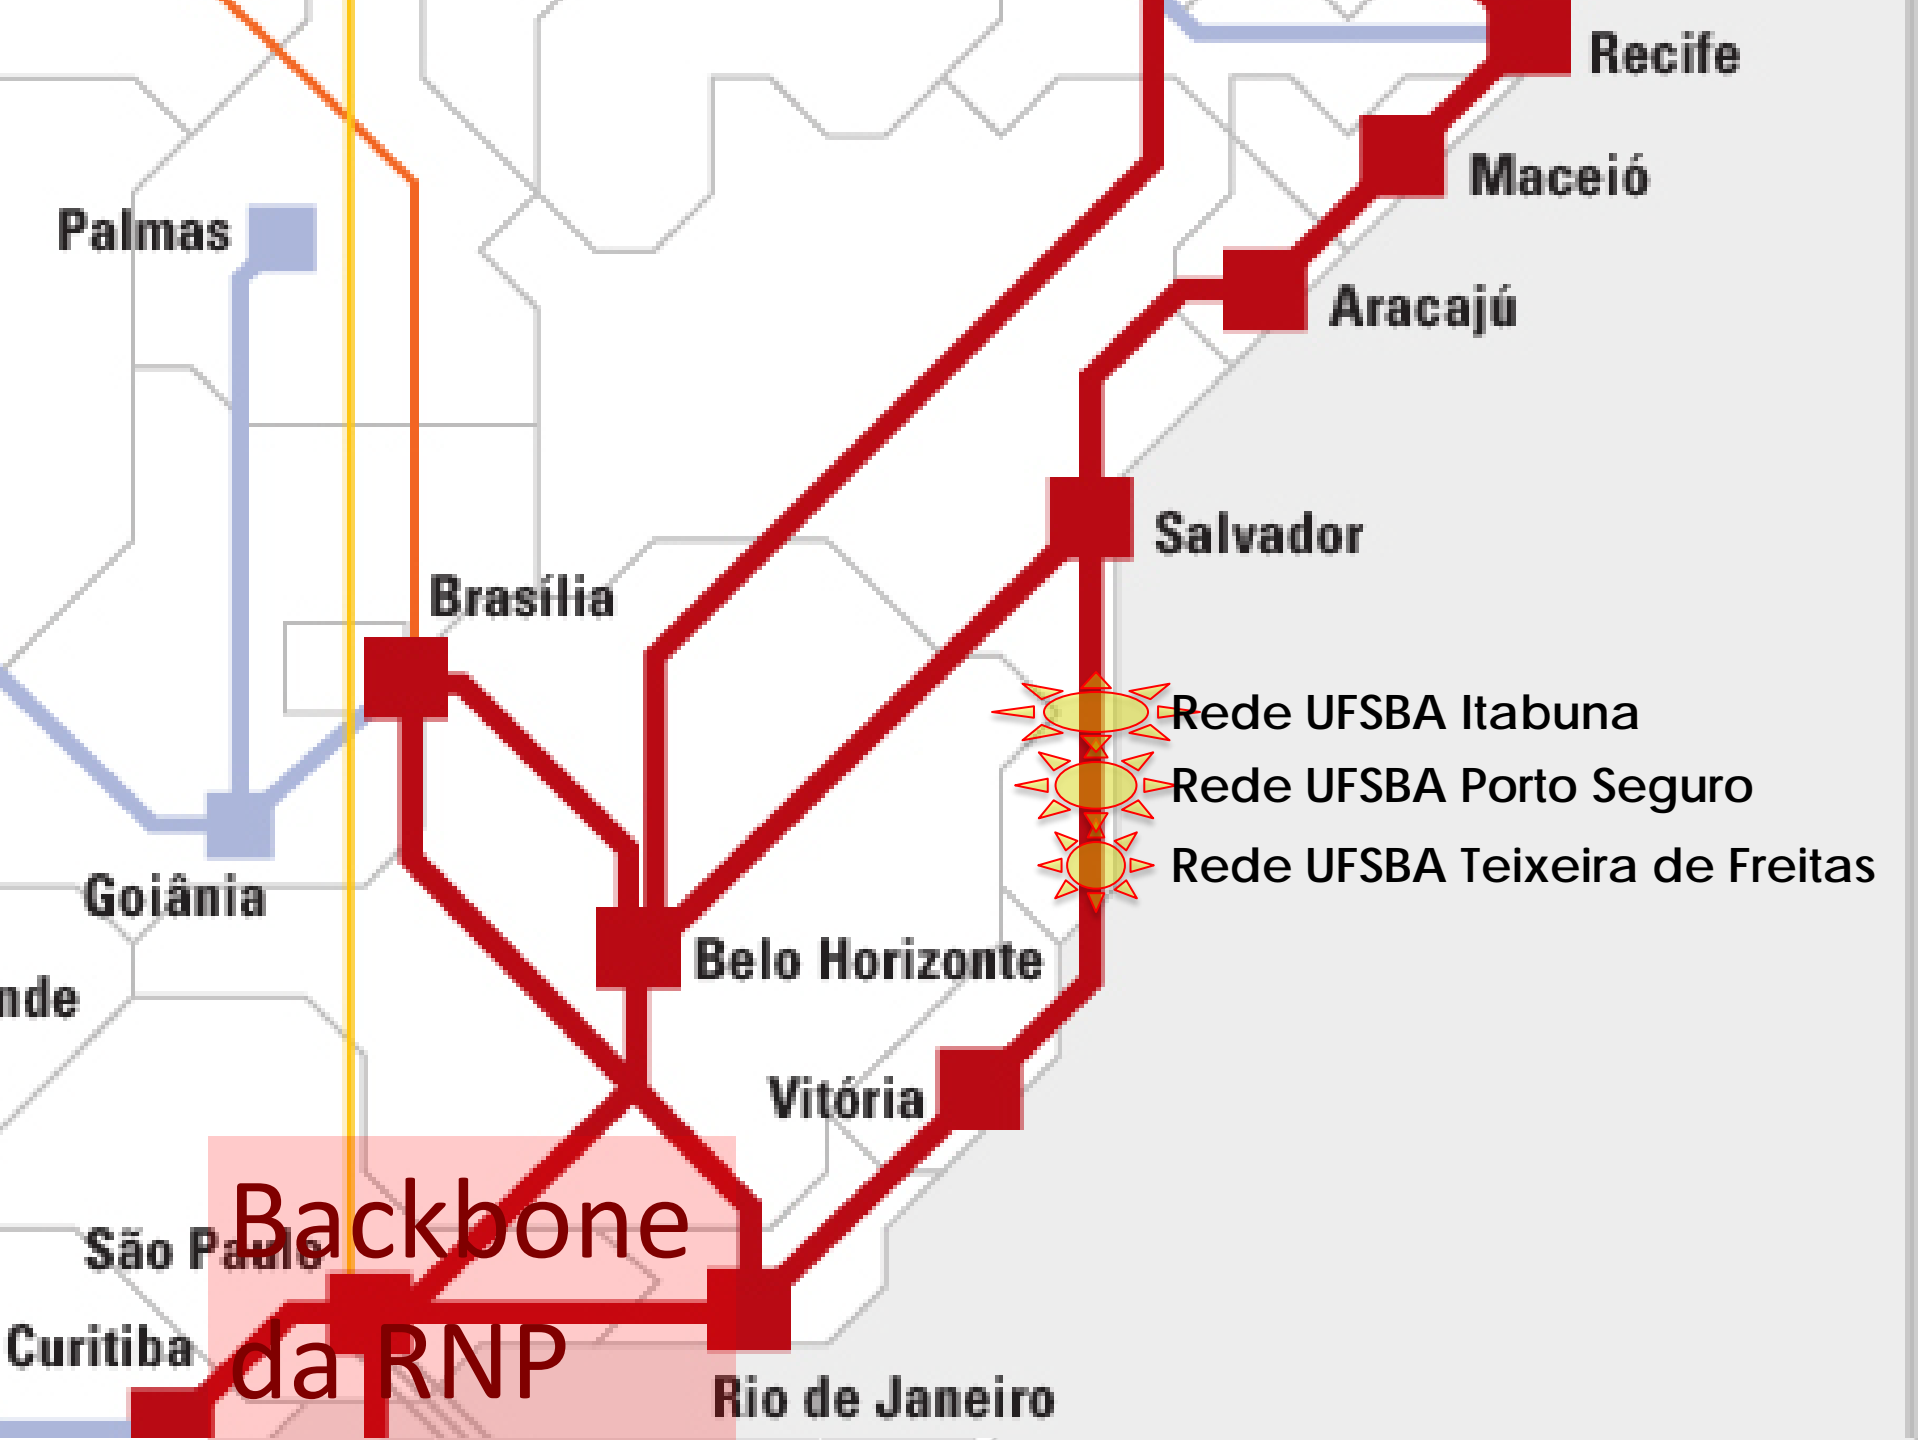 Recife
Maceió
Palmas
Aracajú
Salvador
Brasília
Rede UFSBA Itabuna
Rede UFSBA Porto Seguro
Rede UFSBA Teixeira de Freitas
Goiânia
Belo Horizonte
nde
Vitória
Backbone
da RNP
São Paulo
Curitiba
Rio de Janeiro